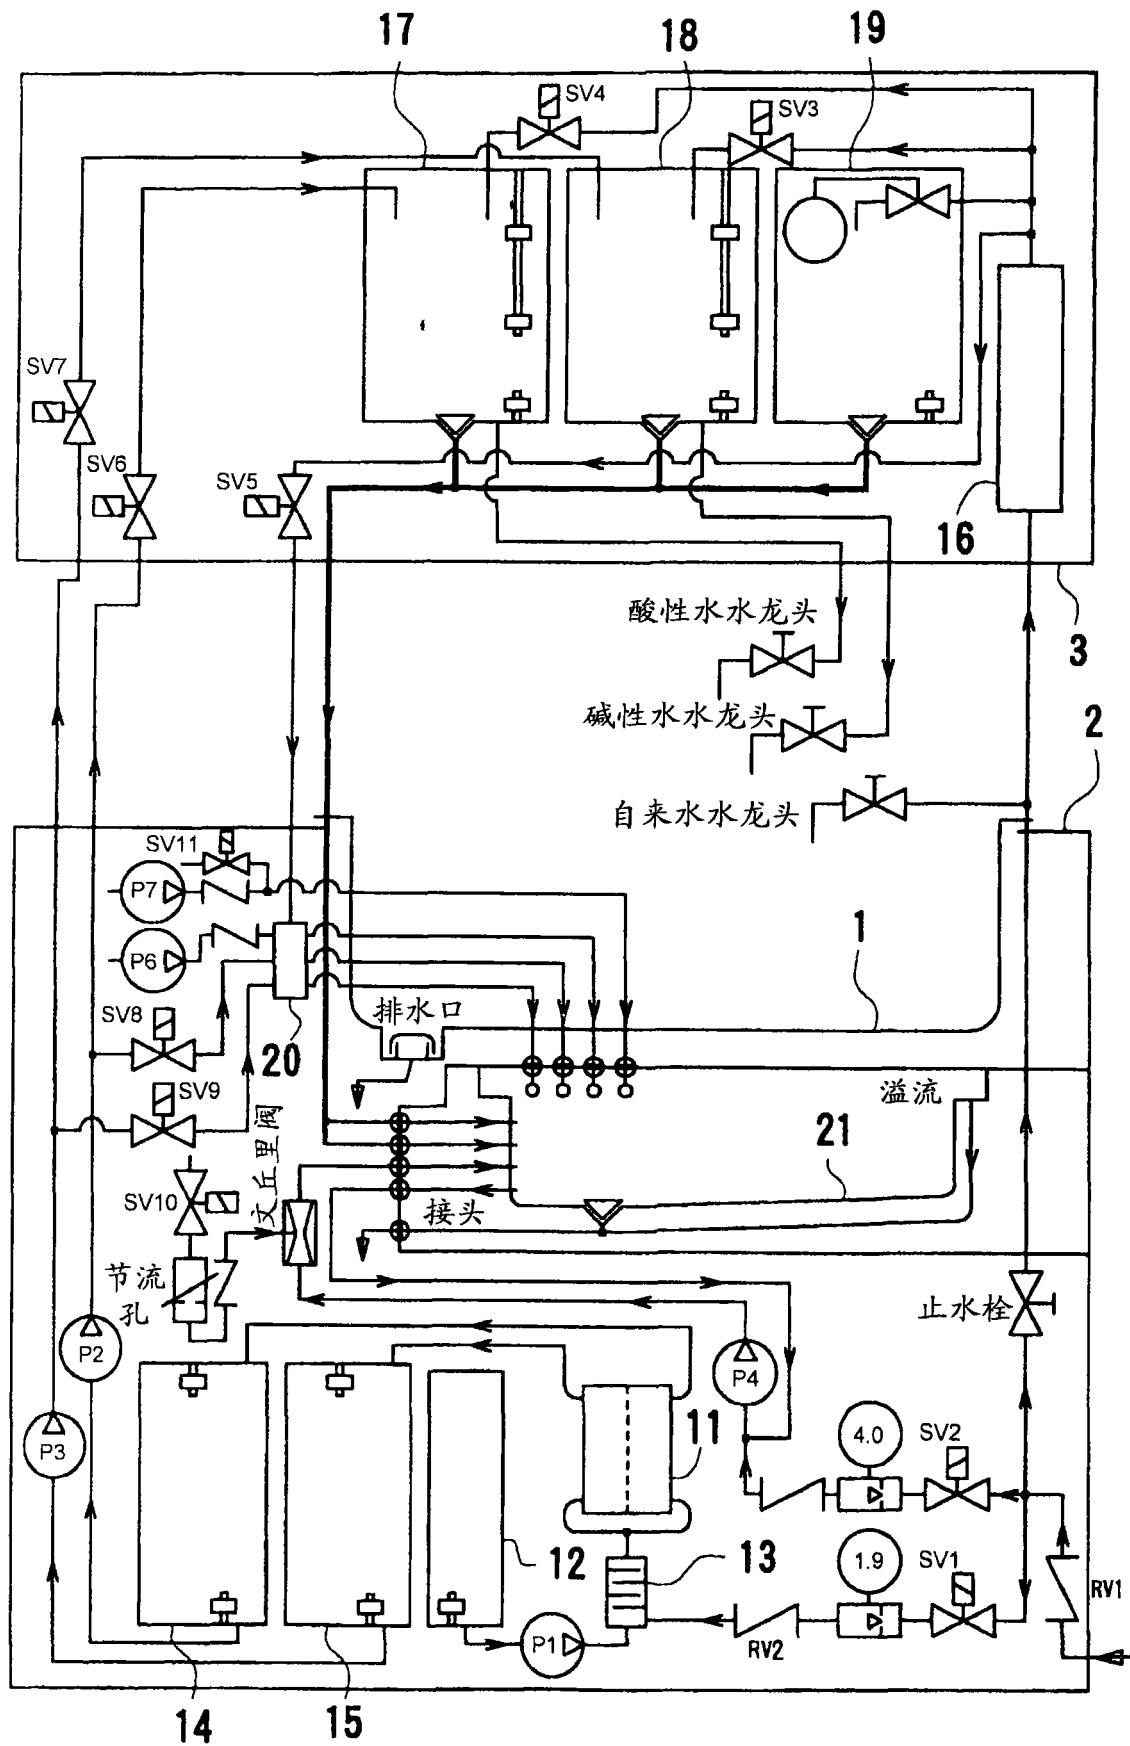 17
18
19
SV4
SV3
SV7
SV6
SV5
16
3
酸性水水龙头
碱性水水龙头
2
自来水水龙头
SV11
P7
P6
1
排水口
SV8
20
SV9
溢流
文丘里阀
21
SV10
接头
节流
孔
止水栓
P2
P4
P3
11
4.0
SV2
12
13
1.9
SV1
RV1
P1
RV2
14
15